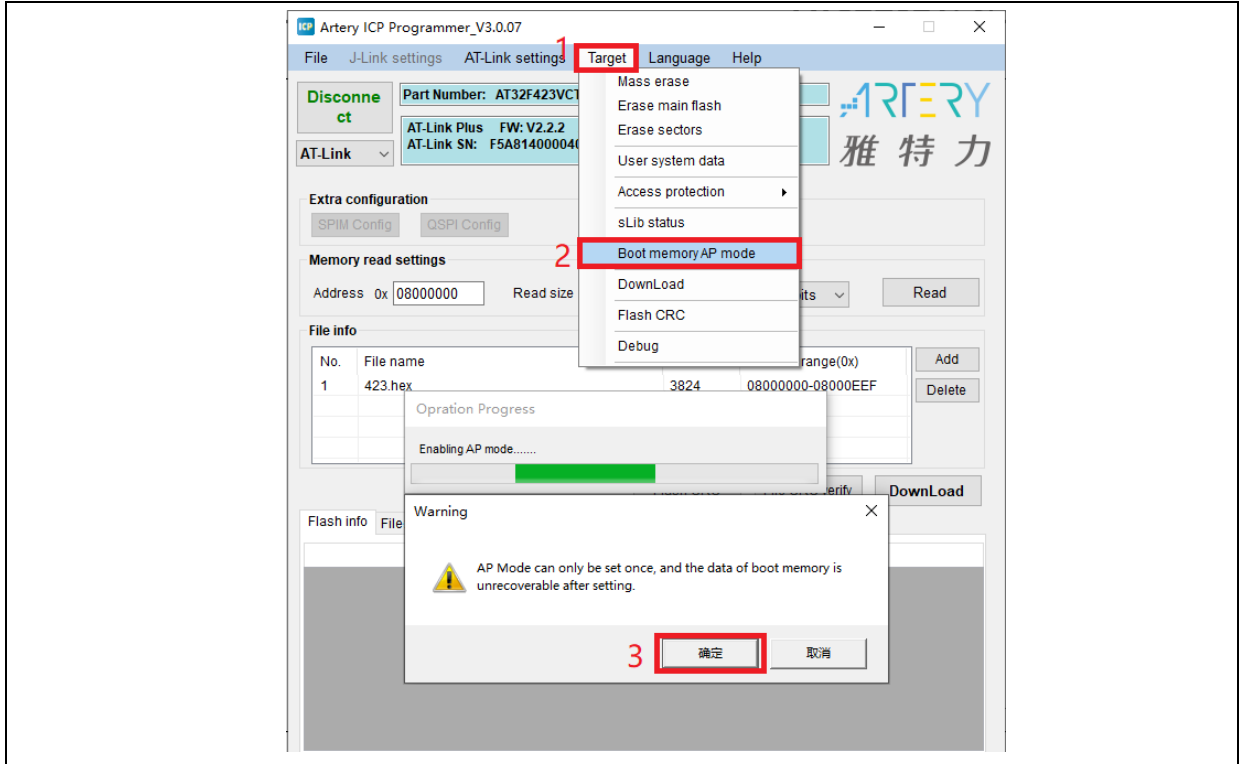 Artery ICP Programmer_V3.0.07
File J-Link settings AT-Link settings Target Language Help
1
Disconne
ct
Part Number: AT32F423VCT
AT-Link Plus FW: V2.2.2
AT-Link SN: F5A81400004
AT-Link
ARTERY
雅特力
Mass erase
Erase main flash
Erase sectors
User system data
Access protection
sLib status
2
Boot memory AP mode
DownLoad
Flash CRC
Debug
Extra configuration
SPIM Config QSPI Config
Memory read settings
Address 0x 08000000 Read size its Read
File info
No. File name range(0x) Add
1 423.hex 3824 08000000-08000EEF Delete
Opration Progress
Enabling AP mode.......
verify DownLoad
Flash info File
Warning
AP Mode can only be set once, and the data of boot memory is
unrecoverable after setting.
3
确定 取消